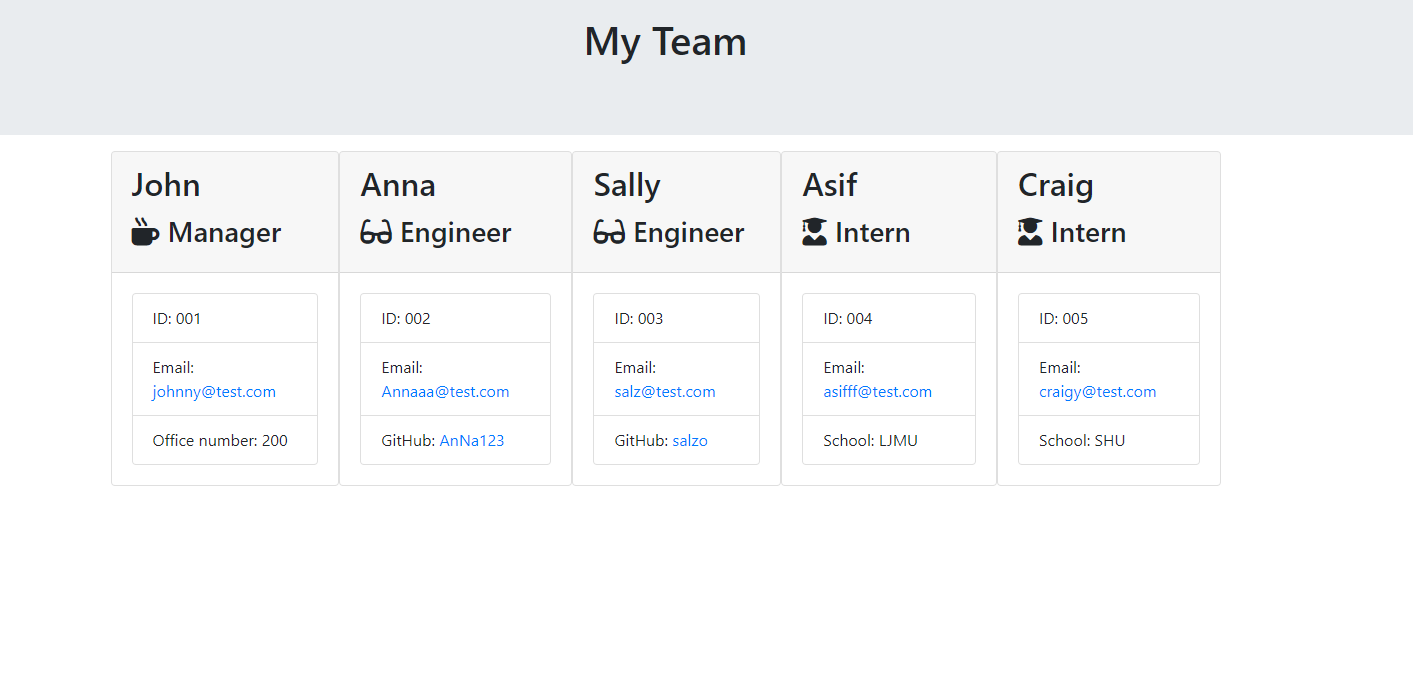 My Team
John
Manager
ID: 001
Email:
johnny@test.com
Office number: 200
Anna
Engineer
ID: 002
Email:
Annaaa@test.com
GitHub: AnNa123
Sally
Engineer
ID: 003
Email:
salz@test.com
GitHub: salzo
Asif
Intern
ID: 004
Email:
asifff@test.com
School: LJMU
Craig
Intern
ID: 005
Email:
craigy@test.com
School: SHU